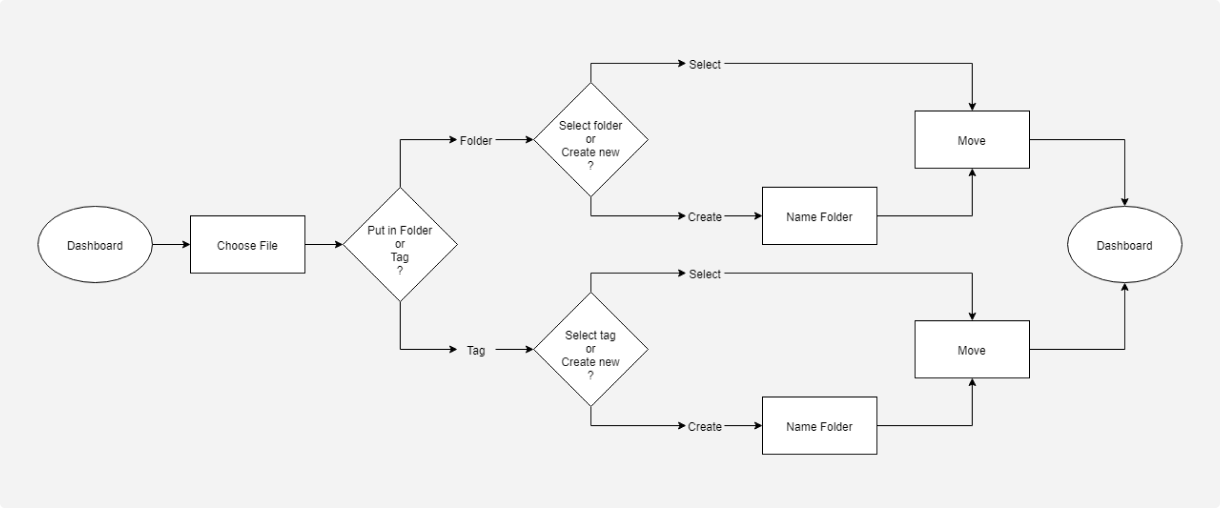 Dashboard
Choose File
Put in Folder
or
Tag
?
Folder
Select folder
or
Create new
?
Select
Create
Name Folder
Move
Tag
Select tag
or
Create new
?
Select
Create
Name Folder
Move
Dashboard